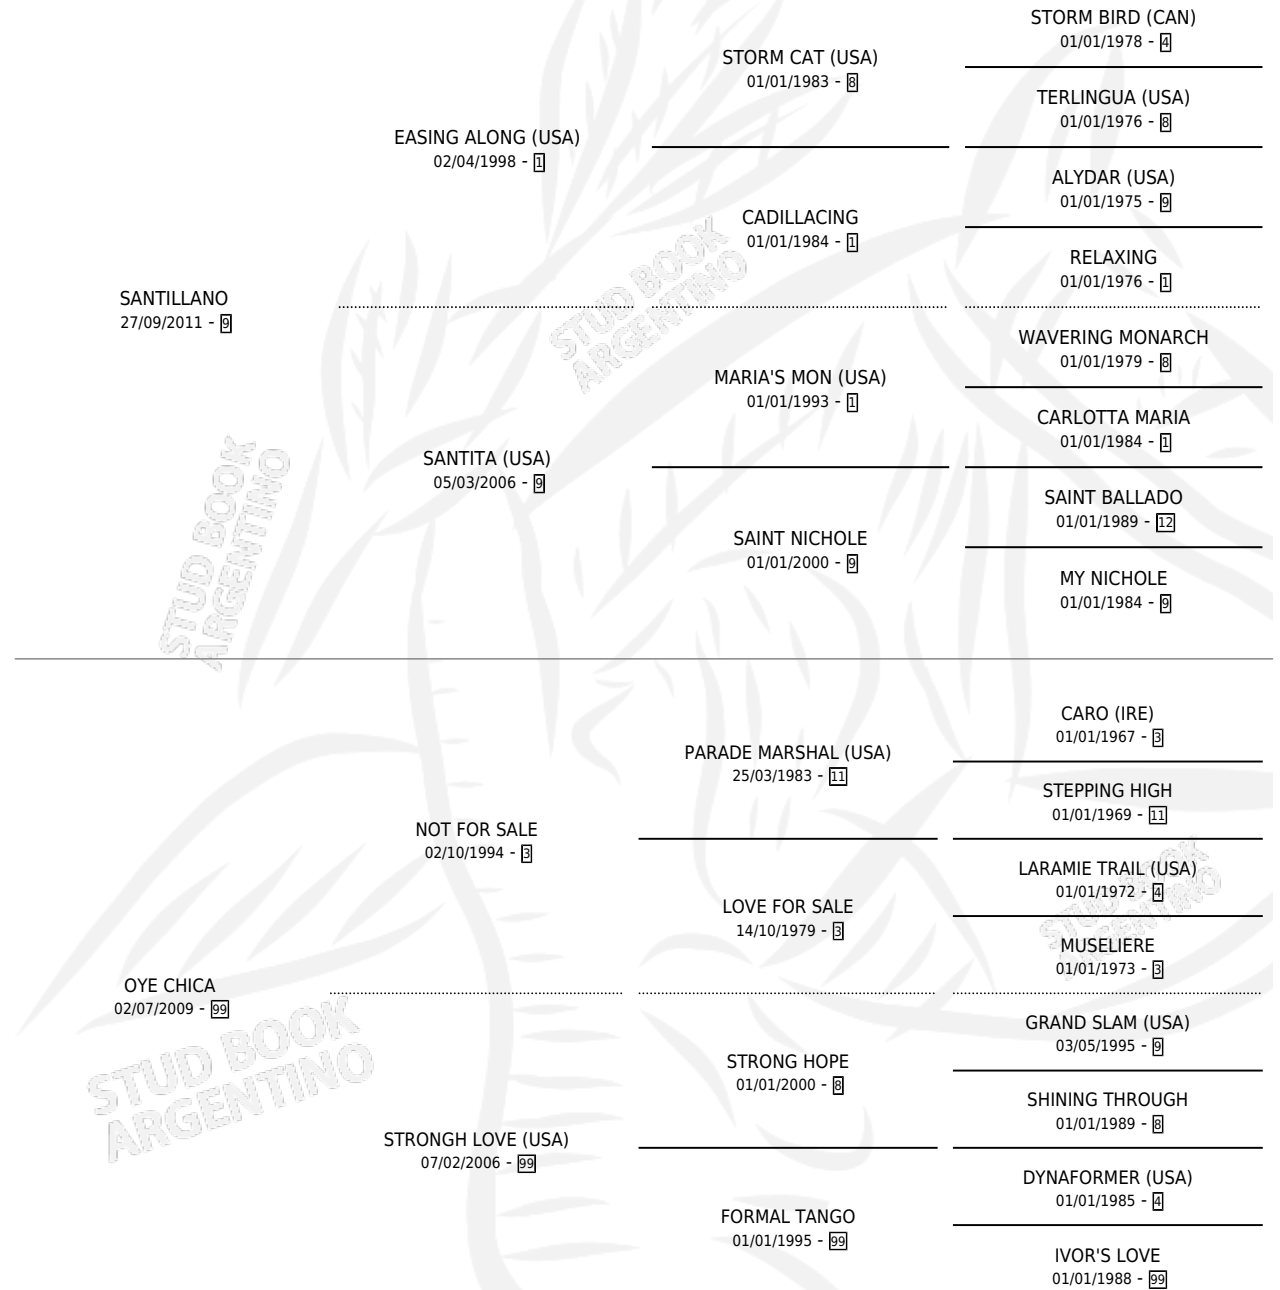 STORM BIRD (CAN)
01/01/1978 - 4
STORM CAT (USA)
01/01/1983 - 8
TERLINGUA (USA)
01/01/1976 - 8
EASING ALONG (USA)
02/04/1998 - 1
ALYDAR (USA)
01/01/1975 - 9
CADILLACING
01/01/1984 - 1
RELAXING
01/01/1976 - 1
SANTILLANO
27/09/2011 - 9
WAVERING MONARCH
01/01/1979 - 8
MARIA'S MON (USA)
01/01/1993 - 1
CARLOTTA MARIA
01/01/1984 - 1
SANTITA (USA)
05/03/2006 - 9
SAINT BALLADO
01/01/1989 - 12
SAINT NICHOLE
01/01/2000 - 9
MY NICHOLE
01/01/1984 - 9
CARO (IRE)
01/01/1967 - 3
PARADE MARSHAL (USA)
25/03/1983 - 11
STEPPING HIGH
01/01/1969 - 11
NOT FOR SALE
02/10/1994 - 3
LARAMIE TRAIL (USA)
01/01/1972 - 4
LOVE FOR SALE
14/10/1979 - 3
MUSELIERE
01/01/1973 - 3
OYE CHICA
02/07/2009 - 99
GRAND SLAM (USA)
03/05/1995 - 9
STRONG HOPE
01/01/2000 - 8
SHINING THROUGH
01/01/1989 - 8
STRONGH LOVE (USA)
07/02/2006 - 99
DYNAFORMER (USA)
01/01/1985 - 4
FORMAL TANGO
01/01/1995 - 99
IVOR'S LOVE
01/01/1988 - 99
STUD BOOK
ARGENTINO
STUD BOOK
ARGENTINO
STUD BOOK
ARGENTINO
STUD BOOK
ARGENTINO